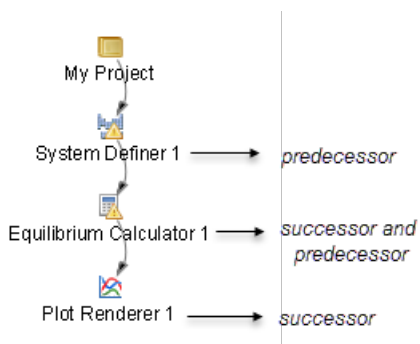 My Project
System Definer 1
predecessor
Equilibrium Calculator 1
successor and
predecessor
Plot Renderer 1
successor